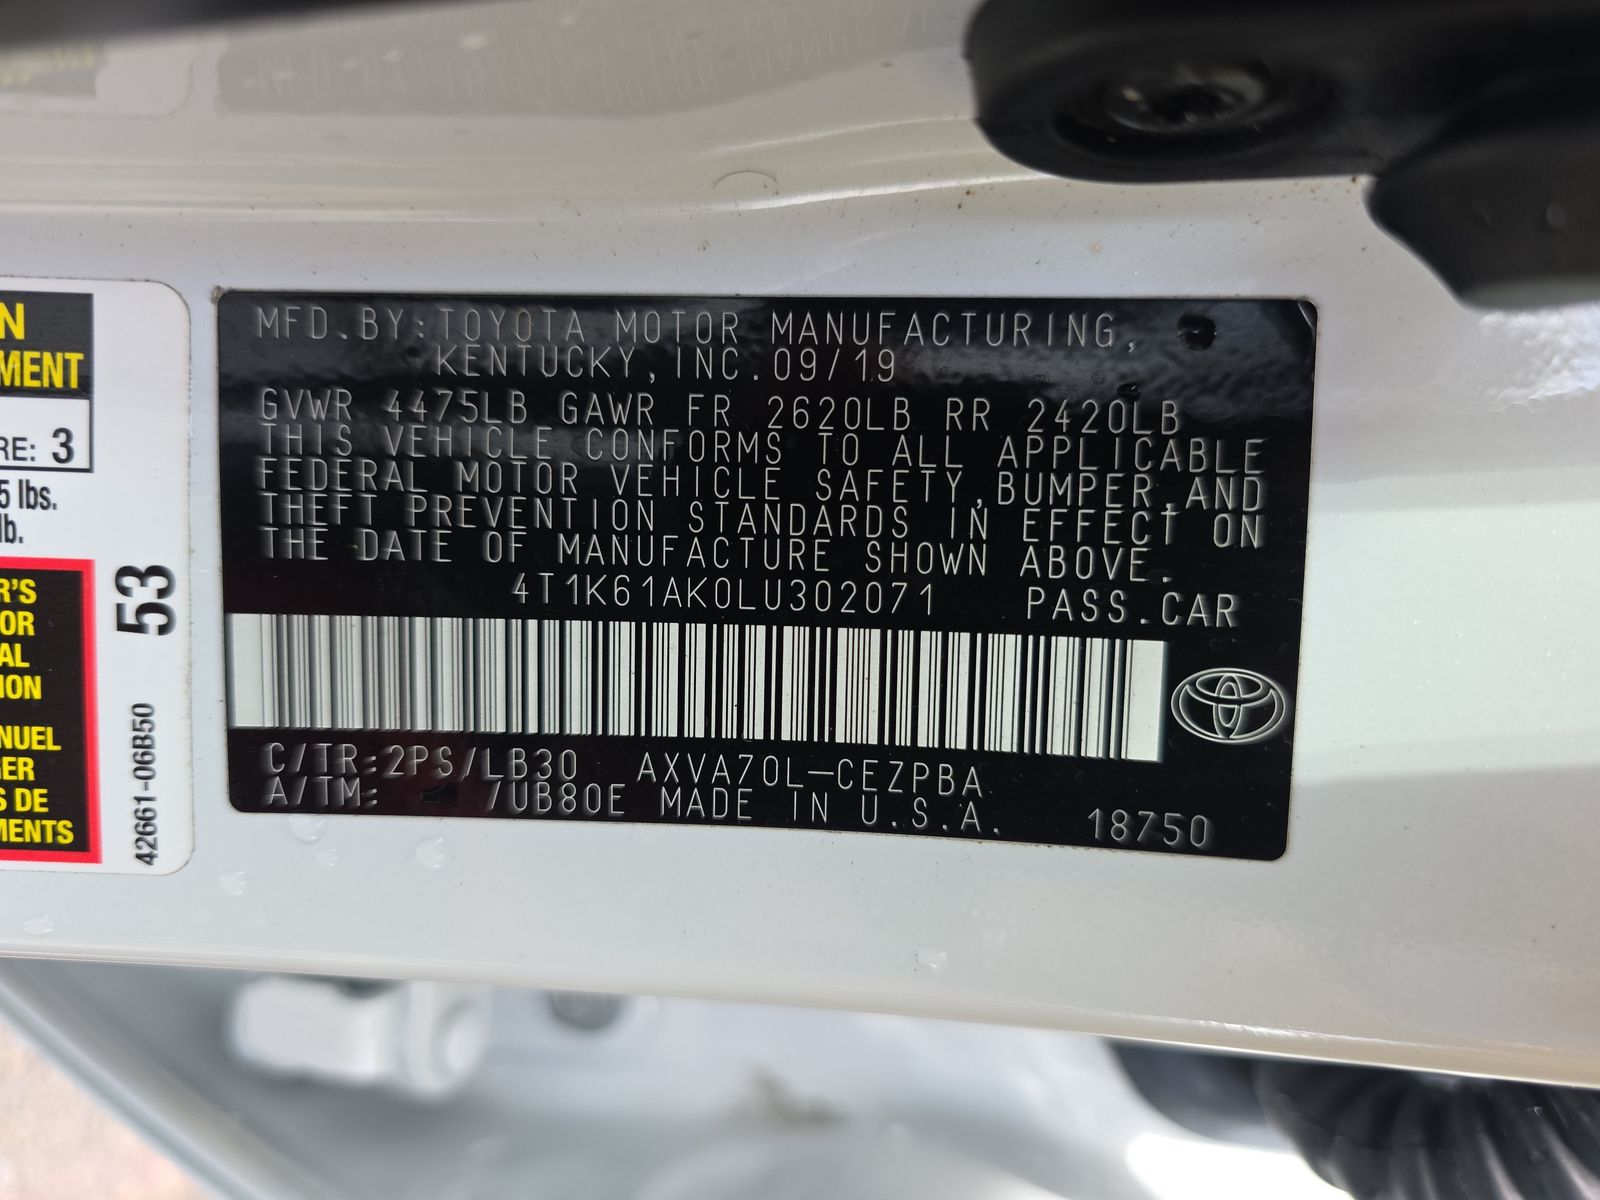 MFD.BY:TOYOTA MOTOR MANUFACTURING,
KENTUCKY,INC.09/19
GVWR 4475LB GAWR FR 2620LB RR 2420LB
THIS VEHICLE CONFORMS TO ALL APPLICABLE
FEDERAL MOTOR VEHICLE SAFETY,BUMPER,AND
THEFT PREVENTION STANDARDS IN EFFECT ON
THE DATE OF MANUFACTURE SHOWN ABOVE.
4T1K61AK0LU302071 PASS.CAR
C/TR:2PS/LB30 AXVA70L-CEZPBA
A/TM: /UB80E MADE IN U.S.A. 18750
N
MENT
RE: 3
5 lbs.
lb.
R'S
OR
AL
ION
NUEL
GER
S DE
MENTS
53
42661-06B50